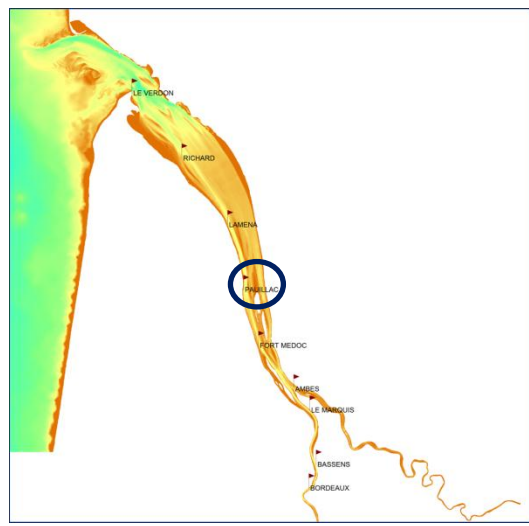 LE VERDON
RICHARD
LAMENA
PAUILLAC
FORT MEDOC
AMBES
LE MARQUIS
BASSENS
BORDEAUX